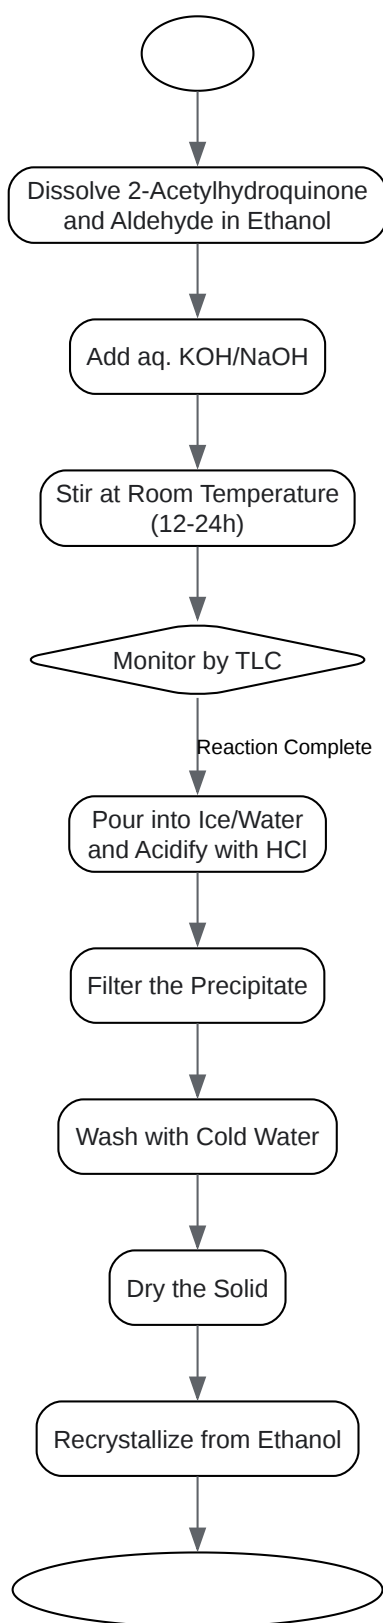 Dissolve 2-Acetylhydroquinone
and Aldehyde in Ethanol
Add aq. KOH/NaOH
Stir at Room Temperature
(12-24h)
Monitor by TLC
Reaction Complete
Pour into Ice/Water
and Acidify with HCl
Filter the Precipitate
Wash with Cold Water
Dry the Solid
Recrystallize from Ethanol